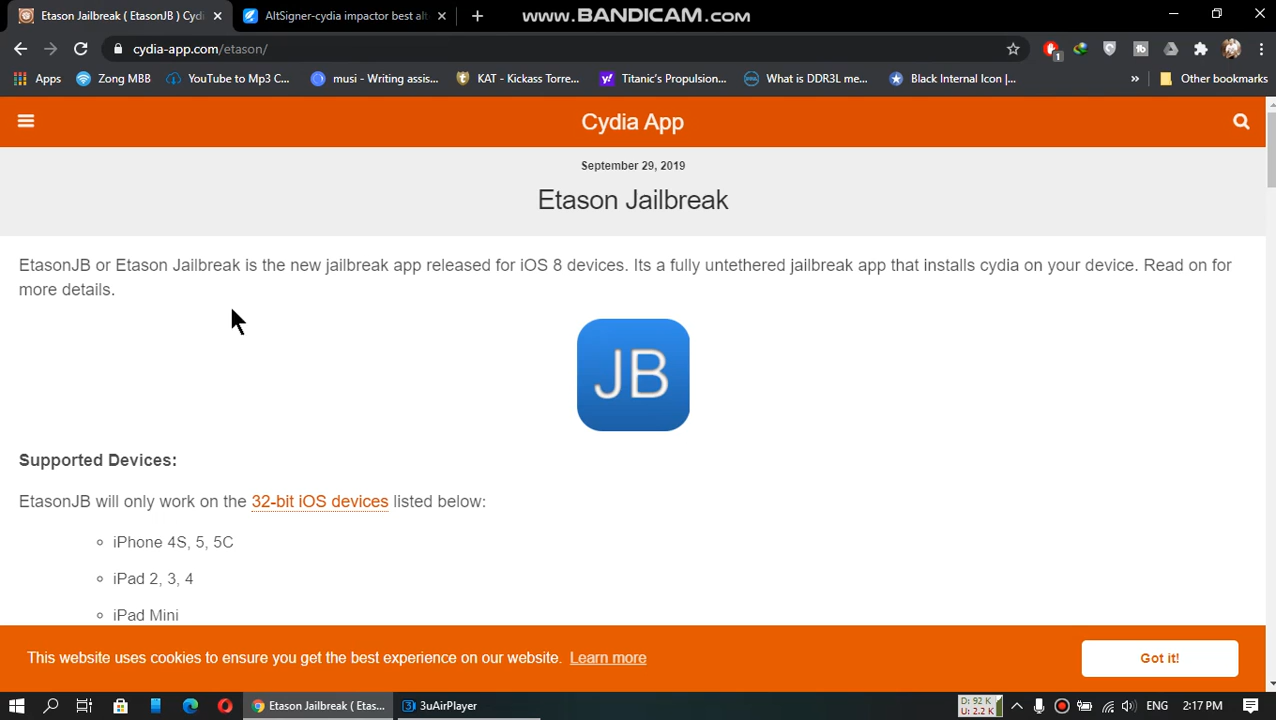 Etason Jailbreak ( EtasonJB ) | Cydi
AltSigner-cydia impactor best alt
WWW.BANDICAM.COM
cydia-app.com/etason/
1
Apps
Zong MBB
YouTube to Mp3 C...
musi - Writing assis...
KAT - Kickass Torre...
Titanic's Propulsion...
What is DDR3L me...
Black Internal Icon |...
»
Other bookmarks
Cydia App
September 29, 2019
Etason Jailbreak
EtasonJB or Etason Jailbreak is the new jailbreak app released for iOS 8 devices. Its a fully untethered jailbreak app that installs cydia on your device. Read on for
more details.
JB
Supported Devices:
EtasonJB will only work on the 32-bit iOS devices listed below:
iPhone 4S, 5, 5C
iPad 2, 3, 4
iPad Mini
This website uses cookies to ensure you get the best experience on our website. Learn more
Got it!
Etason Jailbreak ( Etas...
3uAirPlayer
D: 92 K
U: 2.2 K
ENG
2:17 PM